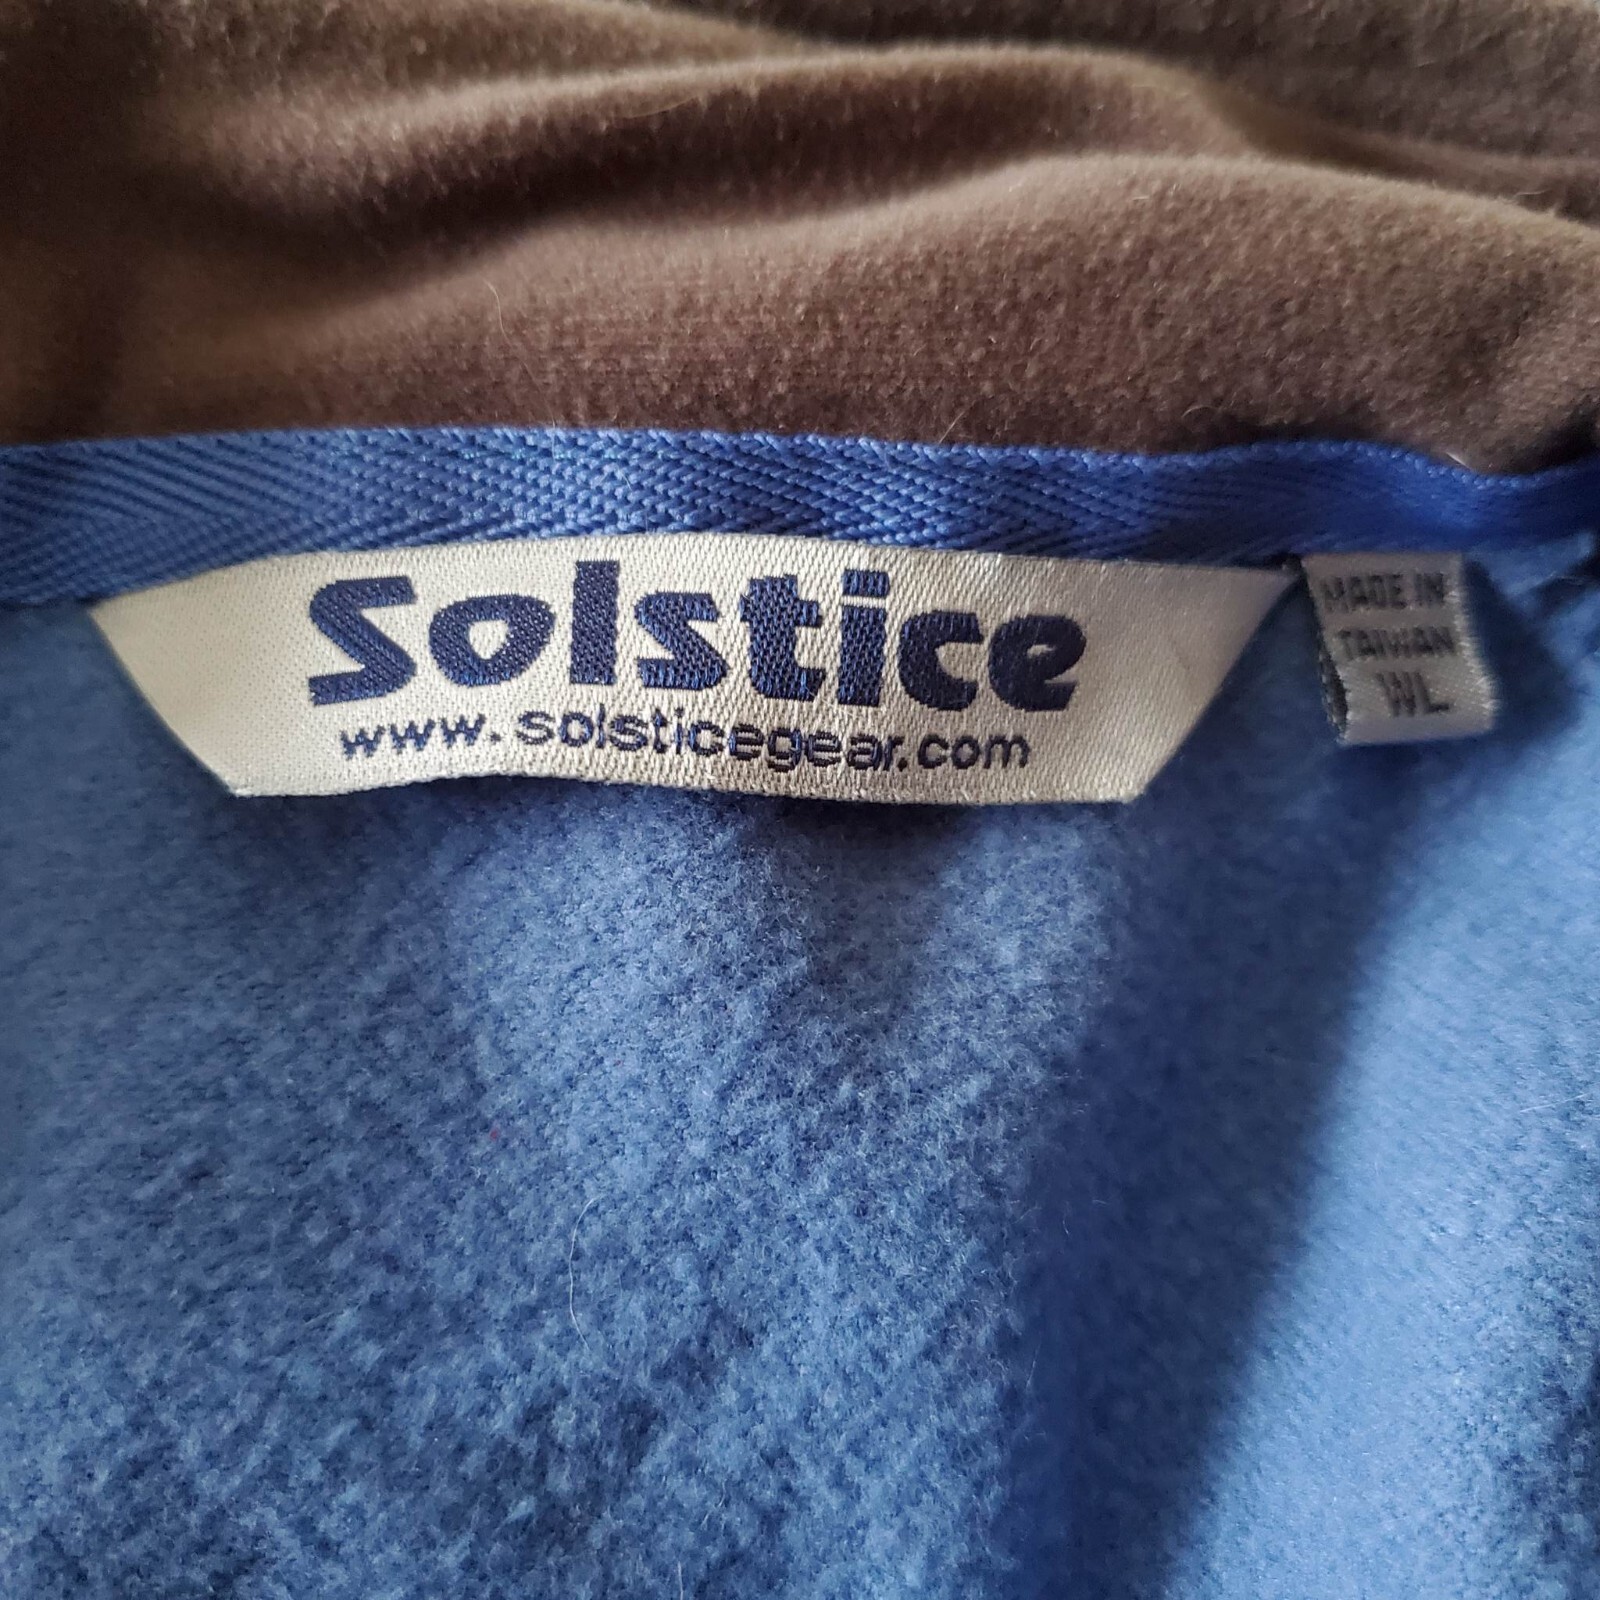 Solstice
www.solsticegear.com
MADE IN
TAIWAN
WL